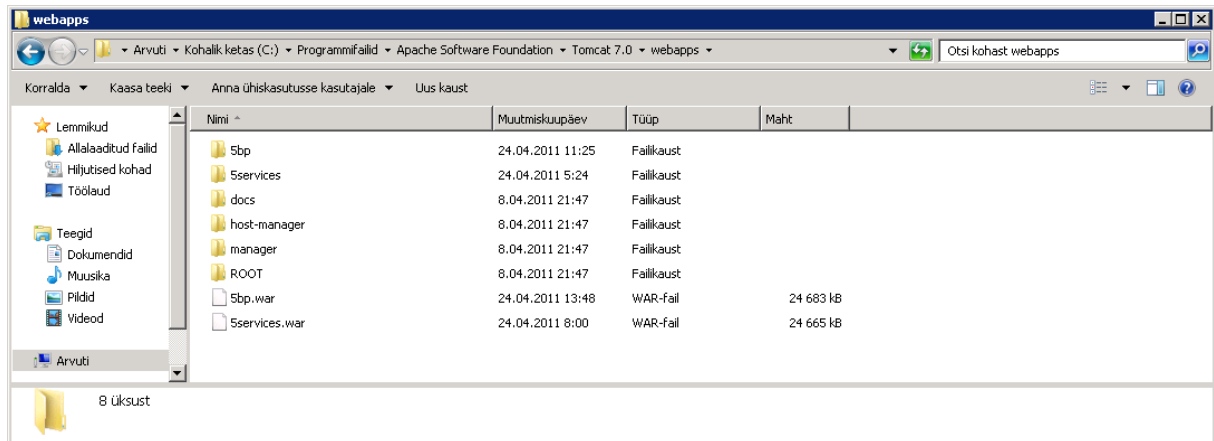 webapps
Arvuti Kohalik ketas (C:) Programmifailid Apache Software Foundation Tomcat 7.0 webapps Otsi kohast webapps
Korralda Kaasa teeki Anna ühiskasutusse kasutajale Uus kaust
Lemmikud
Allalaaditud failid
Hiljutised kohad
Töölaud
Teegid
Dokumendid
Muusika
Pildid
Videod
Arvuti
Nimi Muutmiskuupäev Tüüp Maht
5bp 24.04.2011 11:25 Failikaust
5services 24.04.2011 5:24 Failikaust
docs 8.04.2011 21:47 Failikaust
host-manager 8.04.2011 21:47 Failikaust
manager 8.04.2011 21:47 Failikaust
ROOT 8.04.2011 21:47 Failikaust
5bp.war 24.04.2011 13:48 WAR-fail 24 683 kB
5services.war 24.04.2011 8:00 WAR-fail 24 665 kB
8 üksust